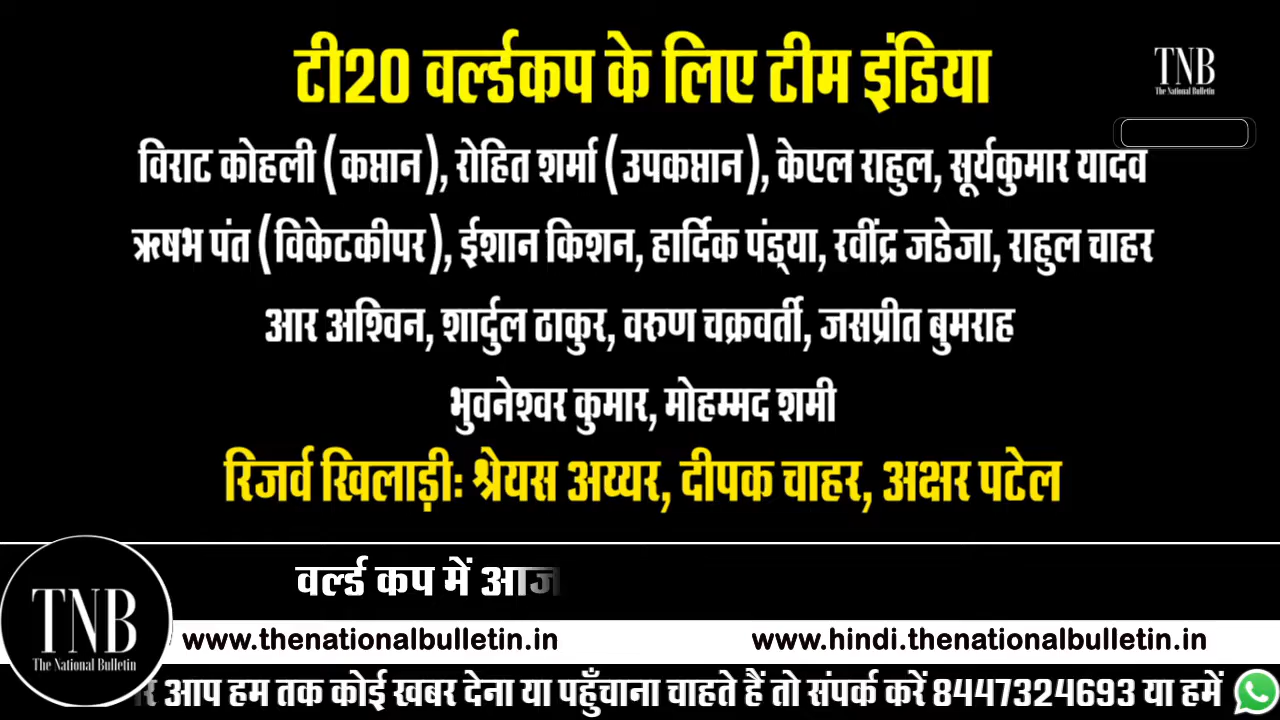 टी20 वर्ल्डकप के लिए टीम इंडिया
TNB
The National Bulletin
विराट कोहली (कप्तान), रोहित शर्मा (उपकप्तान), केएल राहुल, सूर्यकुमार यादव
ऋषभ पंत (विकेटकीपर), ईशान किशन, हार्दिक पंड्या, रवींद्र जडेजा, राहुल चाहर
आर अश्विन, शार्दुल ठाकुर, वरुण चक्रवर्ती, जसप्रीत बुमराह
भुवनेश्वर कुमार, मोहम्मद शमी
रिजर्व खिलाड़ी: श्रेयस अय्यर, दीपक चाहर, अक्षर पटेल
वर्ल्ड कप में आज
TNB
The National Bulletin
www.thenationalbulletin.in www.hindi.thenationalbulletin.in
आप हम तक कोई खबर देना या पहुँचाना चाहते हैं तो संपर्क करें 8447324693 या हमें